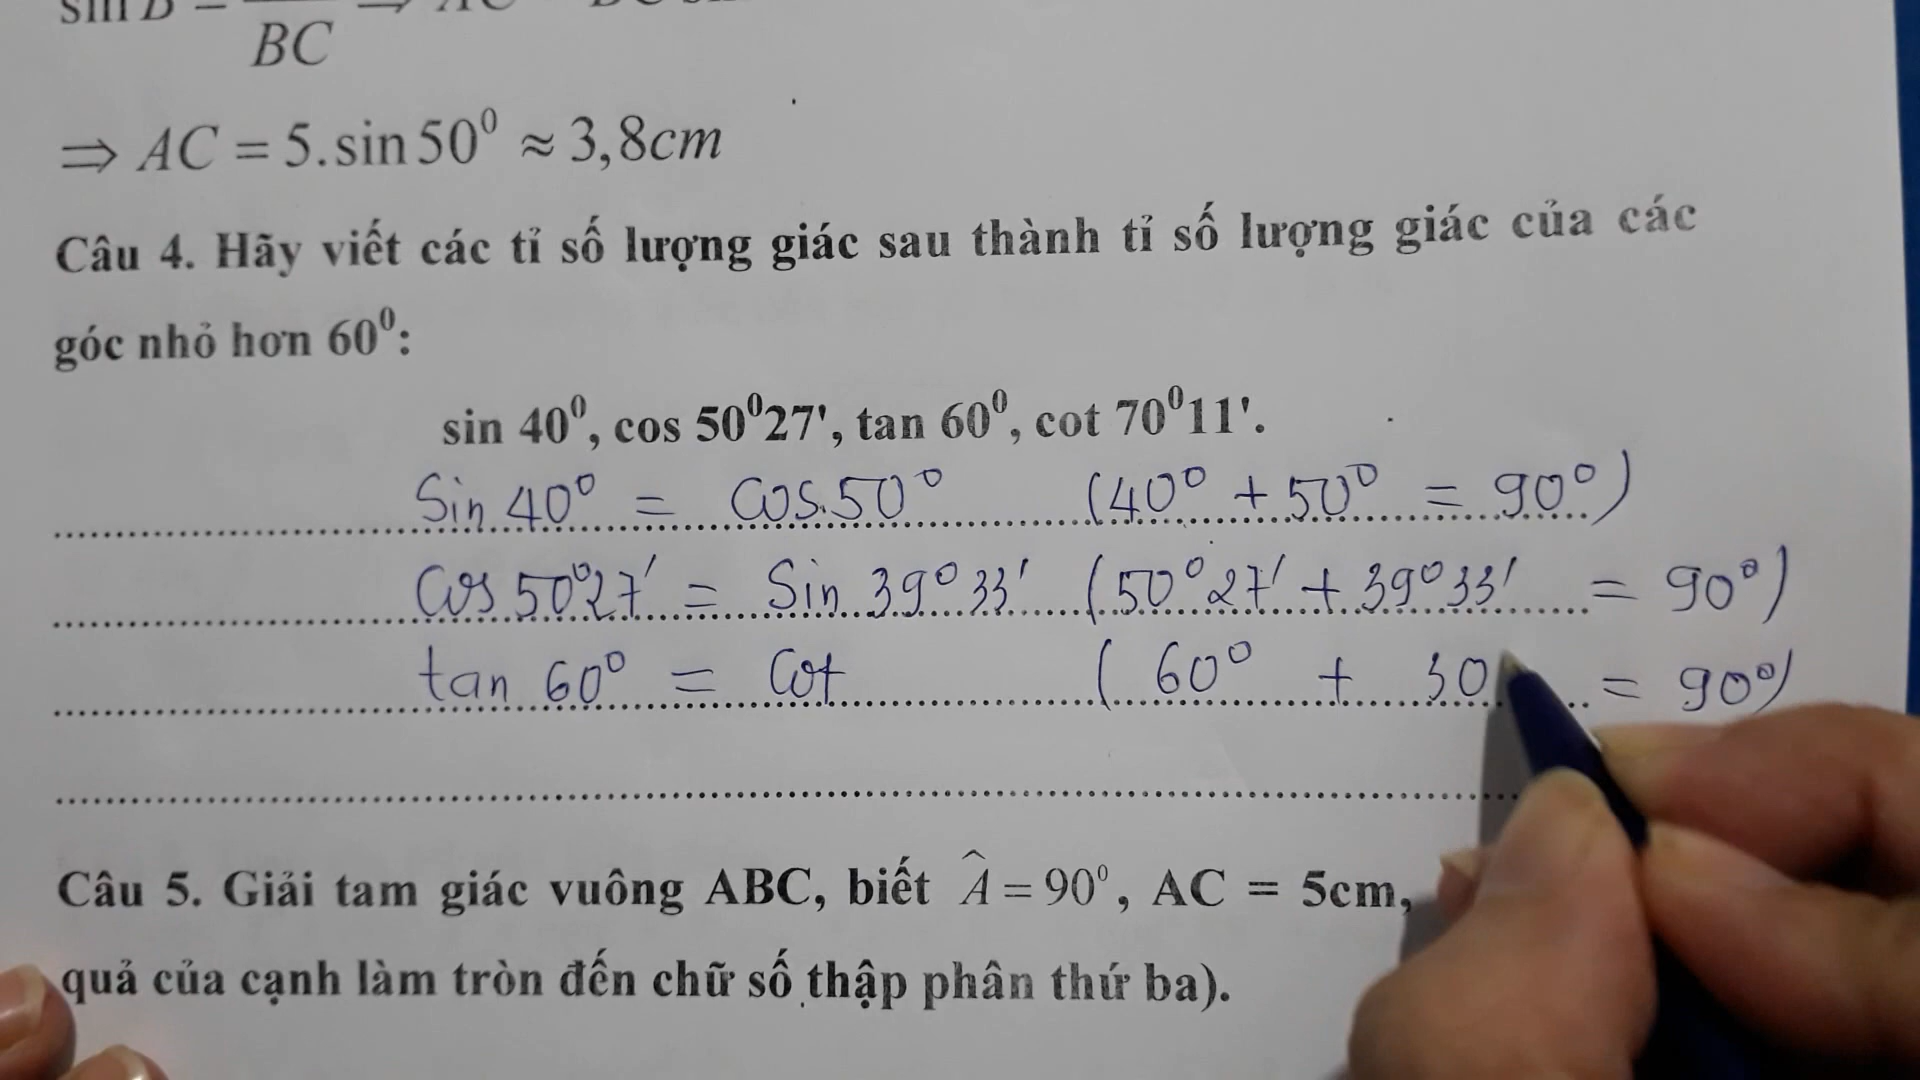 BC
⇒ AC = 5.sin 50⁰ ≈ 3,8cm
Câu 4. Hãy viết các tỉ số lượng giác sau thành tỉ số lượng giác của các
góc nhỏ hơn 60⁰:
sin 40⁰, cos 50⁰27', tan 60⁰, cot 70⁰11'.
Sin 40⁰ = Cos 50⁰ (40⁰ + 50⁰ = 90⁰)
Cos 50⁰27' = Sin 39⁰33' (50⁰27' + 39⁰33' = 90⁰)
tan 60⁰ = Cot ( 60⁰ + 30 = 90⁰)
Câu 5. Giải tam giác vuông ABC, biết Â = 90⁰, AC = 5cm,
quả của cạnh làm tròn đến chữ số thập phân thứ ba).